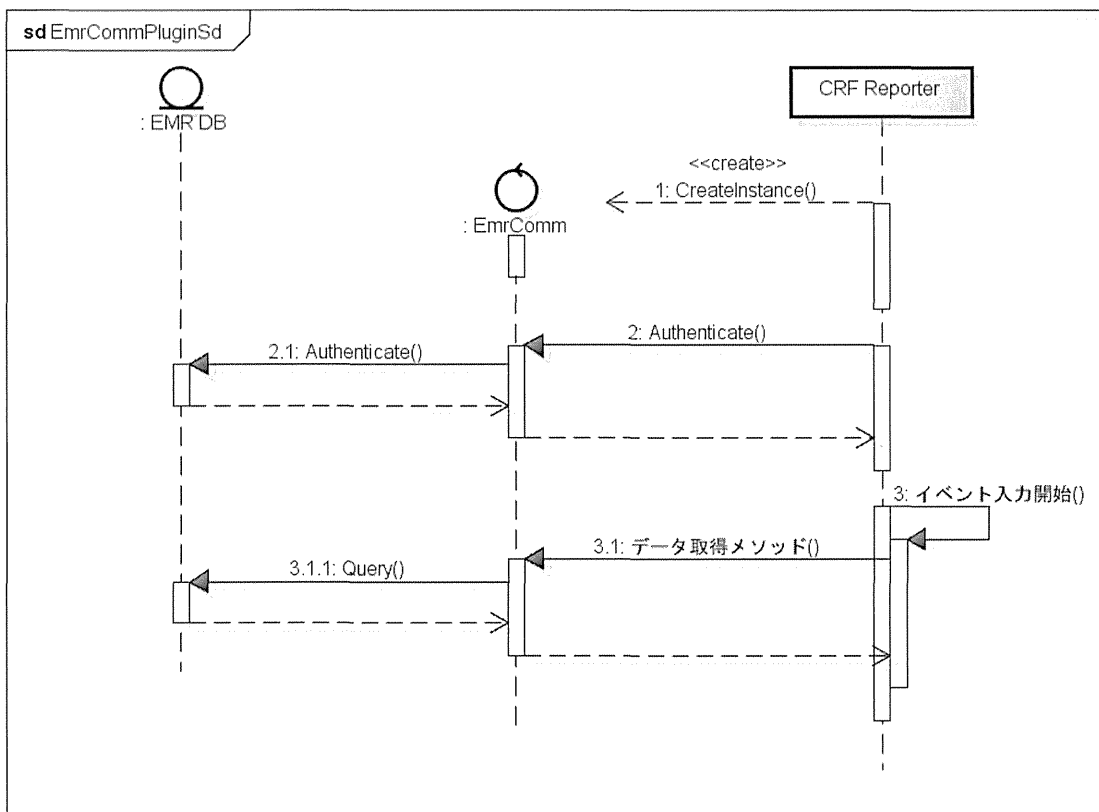 sd EmrCommPluginSd
: EMR DB
CRF Reporter
<<create>>
1: CreateInstance()
: EmrComm
2: Authenticate()
2.1: Authenticate()
3: イベント入力開始()
3.1: データ取得メソッド()
3.1.1: Query()